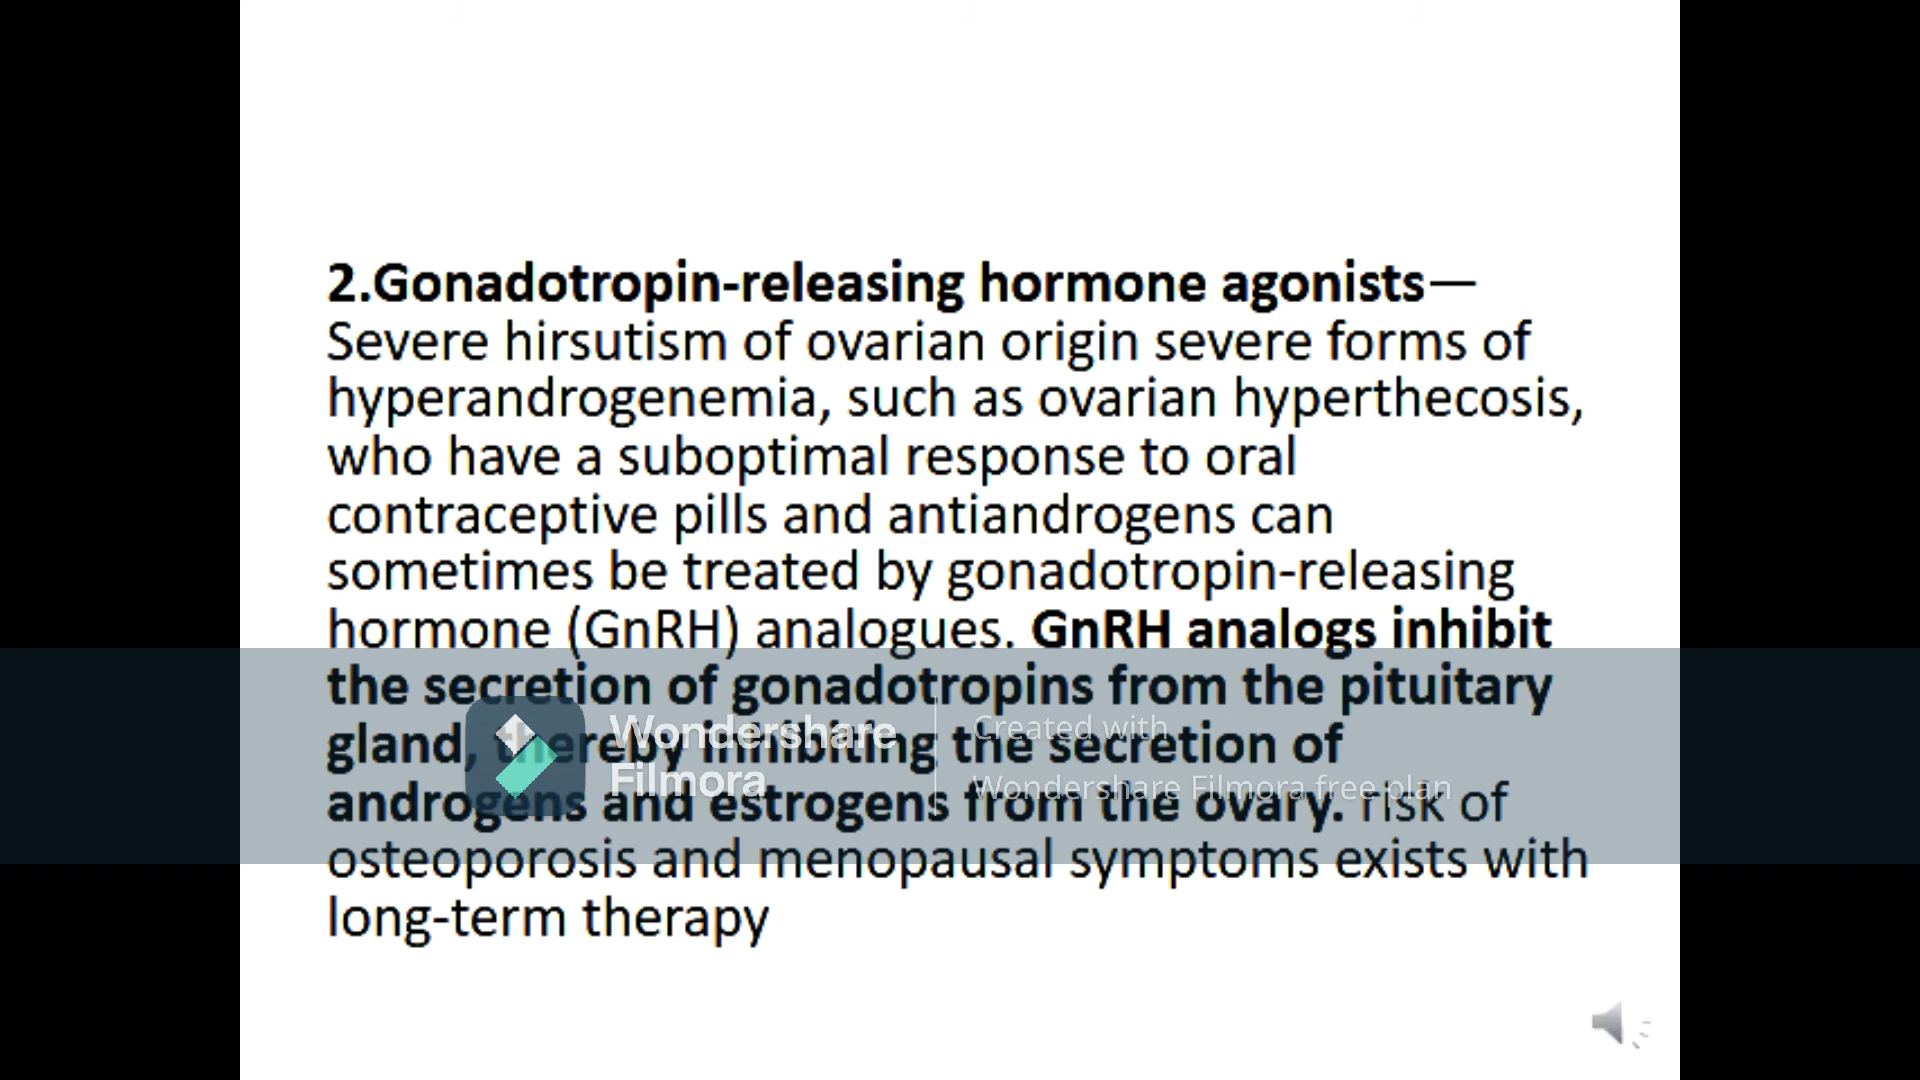 2.Gonadotropin-releasing hormone agonists—
Severe hirsutism of ovarian origin severe forms of
hyperandrogenemia, such as ovarian hyperthecosis,
who have a suboptimal response to oral
contraceptive pills and antiandrogens can
sometimes be treated by gonadotropin-releasing
hormone (GnRH) analogues. GnRH analogs inhibit
the secretion of gonadotropins from the pituitary
gland, thereby inhibiting the secretion of
androgens and estrogens from the ovary. risk of
osteoporosis and menopausal symptoms exists with
long-term therapy
Wondershare
Filmora
Created with
Wondershare Filmora free plan